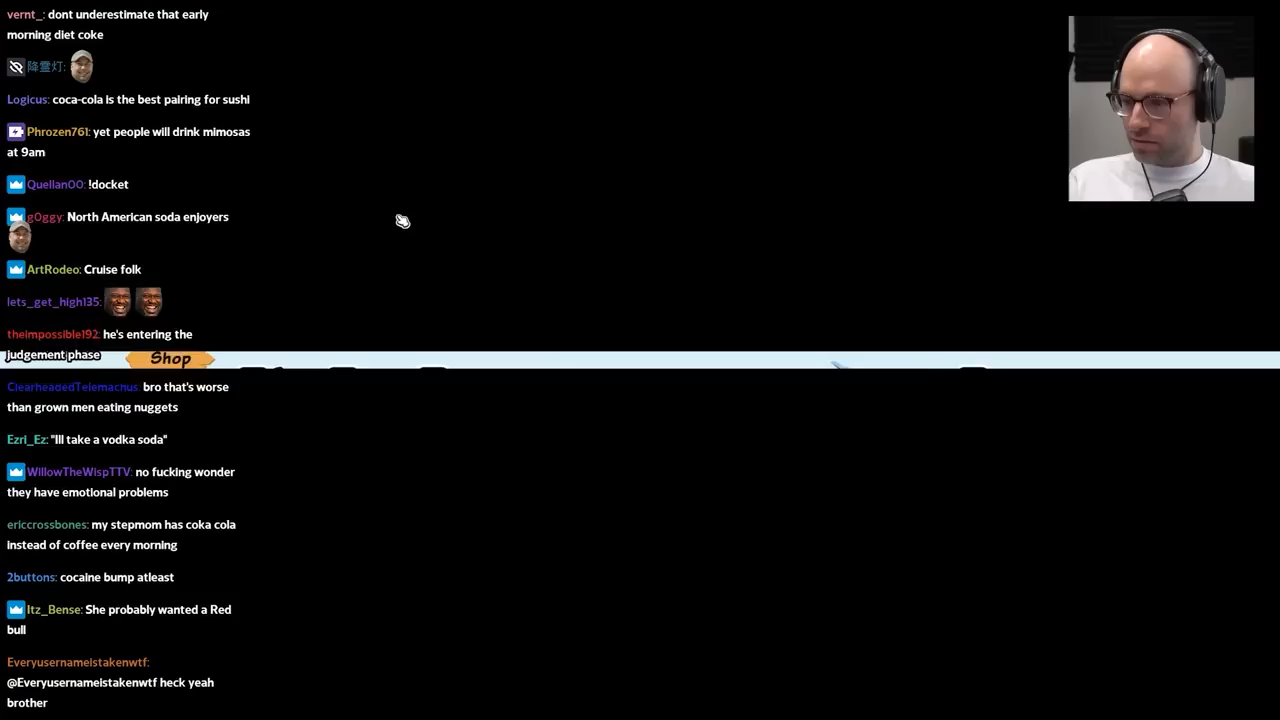 vernt_: dont underestimate that early
morning diet coke
降霊灯:
Logicus: coca-cola is the best pairing for sushi
Phrozen761: yet people will drink mimosas
at 9am
Quellan00: !docket
g0ggy: North American soda enjoyers
ArtRodeo: Cruise folk
lets_get_high135:
theimpossible192: he's entering the
judgement phase
Shop
ClearheadedTelemachus: bro that's worse
than grown men eating nuggets
Ezri_Ez: "Ill take a vodka soda"
WillowTheWispTTV: no fucking wonder
they have emotional problems
ericcrossbones: my stepmom has coka cola
instead of coffee every morning
2buttons: cocaine bump atleast
Itz_Bense: She probably wanted a Red
bull
Everyusernameistakenwtf:
@Everyusernameistakenwtf heck yeah
brother